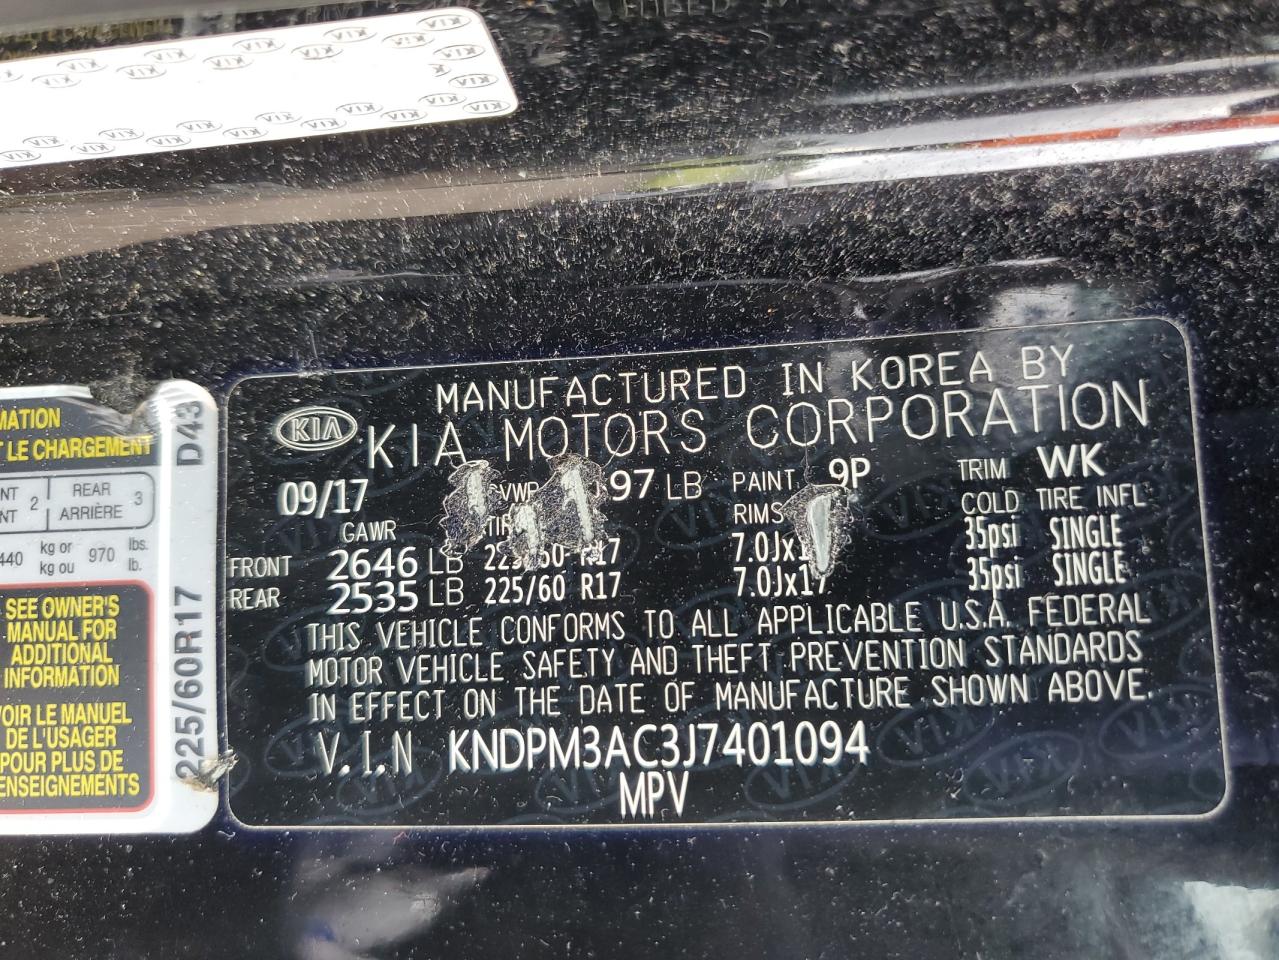 KIA
MATION
T LE CHARGEMENT
NT 2 REAR 3
NT ARRIÈRE
440 kg or 970 lbs.
kg ou lb.
SEE OWNER'S
MANUAL FOR
ADDITIONAL
INFORMATION
VOIR LE MANUEL
DE L'USAGER
POUR PLUS DE
RENSEIGNEMENTS
225/60R17 D43
MANUFACTURED IN KOREA BY
KIA KIA MOTORS CORPORATION
09/17 97 LB PAINT 9P TRIM WK
GAWR RIMS COLD TIRE INFL
FRONT 2646 LB R17 7.0Jx 35psi SINGLE
REAR 2535 LB 225/60 R17 7.0Jx17 35psi SINGLE
THIS VEHICLE CONFORMS TO ALL APPLICABLE U.S.A. FEDERAL
MOTOR VEHICLE SAFETY AND THEFT PREVENTION STANDARDS
IN EFFECT ON THE DATE OF MANUFACTURE SHOWN ABOVE.
V.I.N KNDPM3AC3J7401094
MPV